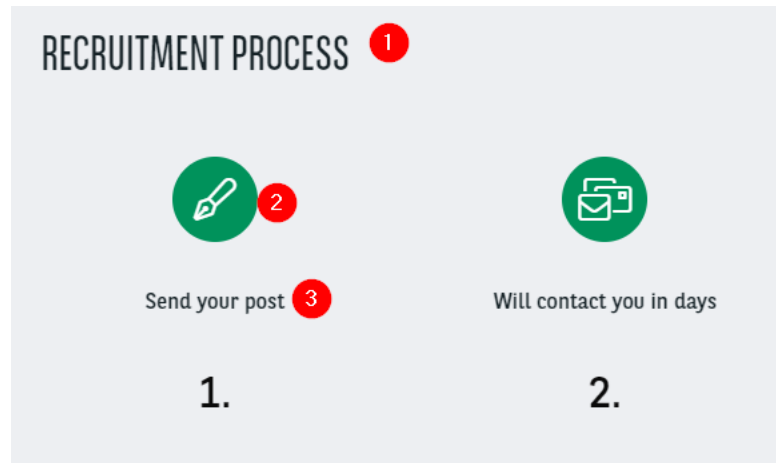 RECRUITMENT PROCESS 1
2
Send your post 3
Will contact you in days
1.
2.